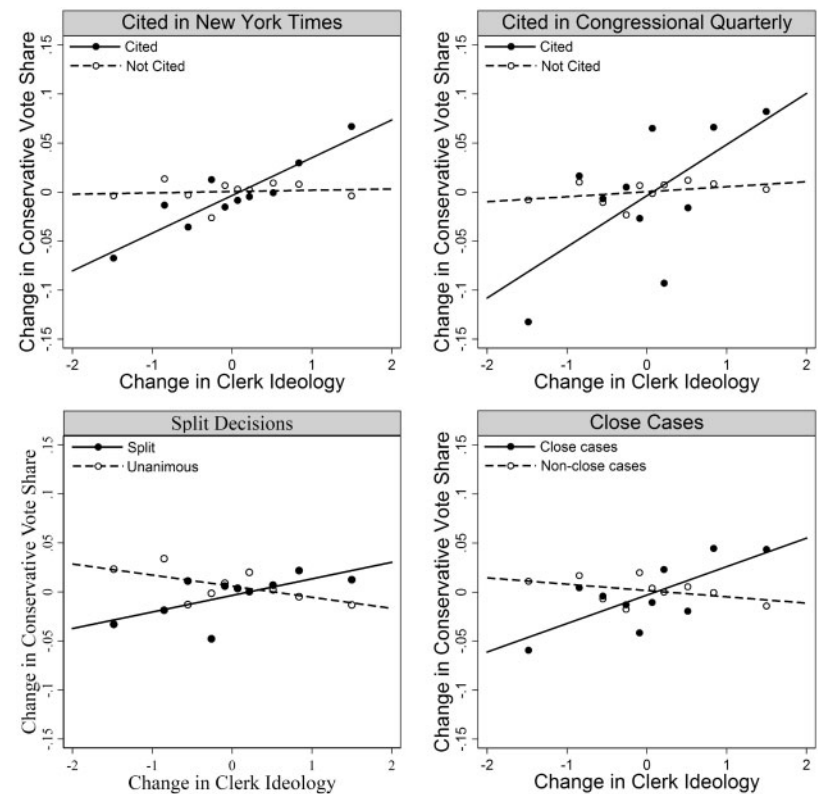 Cited in New York Times
Cited
Not Cited
Change in Conservative Vote Share
.15
.1
.05
0
-.05
-.1
-.15
-2
-1
0
1
2
Change in Clerk Ideology
Cited in Congressional Quarterly
Cited
Not Cited
Change in Conservative Vote Share
.15
.1
.05
0
-.05
-.1
-.15
-2
-1
0
1
2
Change in Clerk Ideology
Split Decisions
Split
Unanimous
Change in Conservative Vote Share
.15
.1
.05
0
-.05
-.1
-.15
-2
-1
0
1
2
Change in Clerk Ideology
Close Cases
Close cases
Non-close cases
Change in Conservative Vote Share
.15
.1
.05
0
-.05
-.1
-.15
-2
-1
0
1
2
Change in Clerk Ideology